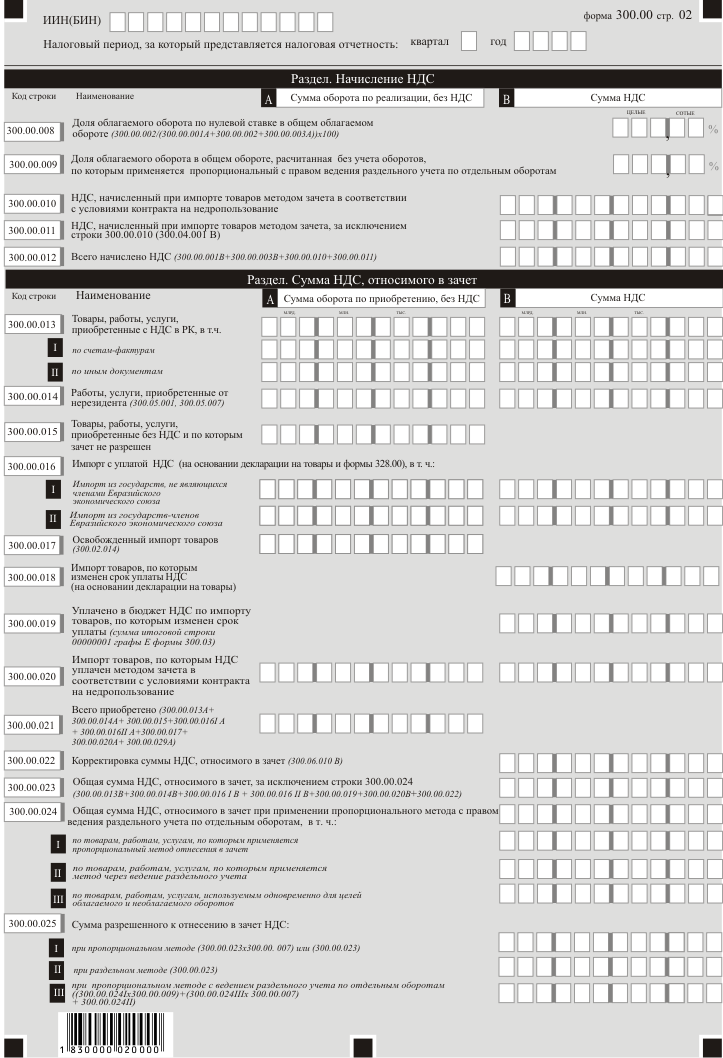 ИИН(БИН)
форма 300.00 стр. 02
Налоговый период, за который представляется налоговая отчетность: квартал год
Раздел. Начисление НДС
Код строки Наименование A Сумма оборота по реализации, без НДС B Сумма НДС
целые сотые
300.00.008 Доля облагаемого оборота по нулевой ставке в общем облагаемом
обороте (300.00.002/(300.00.001A+300.00.002+300.00.003A))x100) , %
300.00.009 Доля облагаемого оборота в общем обороте, расчитанная без учета оборотов,
по которым применяется пропорциональный с правом ведения раздельного учета по отдельным оборотам , %
300.00.010 НДС, начисленный при импорте товаров методом зачета в соответствии
с условиями контракта на недропользование
300.00.011 НДС, начисленный при импорте товаров методом зачета, за исключением
строки 300.00.010 (300.04.001 B)
300.00.012 Всего начислено НДС (300.00.001B+300.00.003B+300.00.010+300.00.011)
Раздел. Сумма НДС, относимого в зачет
Код строки Наименование A Сумма оборота по приобретению, без НДС B Сумма НДС
млрд. млн. тыс. млрд. млн. тыс.
300.00.013 Товары, работы, услуги,
приобретенные с НДС в РК, в т.ч.
I по счетам-фактурам
II по иным документам
300.00.014 Работы, услуги, приобретенные от
нерезидента (300.05.001, 300.05.007)
300.00.015 Товары, работы, услуги,
приобретенные без НДС и по которым
зачет не разрешен
300.00.016 Импорт с уплатой НДС (на основании декларации на товары и формы 328.00), в т. ч.:
I Импорт из государств, не являющихся
членами Евразийского
экономического союза
II Импорт из государств-членов
Евразийского экономического союза
300.00.017 Освобожденный импорт товаров
(300.02.014)
300.00.018 Импорт товаров, по которым
изменен срок уплаты НДС
(на основании декларации на товары)
300.00.019 Уплачено в бюджет НДС по импорту
товаров, по которым изменен срок
уплаты (сумма итоговой строки
00000001 графы E формы 300.03)
300.00.020 Импорт товаров, по которым НДС
уплачен методом зачета в
соответствии с условиями контракта
на недропользование
300.00.021 Всего приобретено (300.00.013A+
300.00.014A+ 300.00.015+300.00.016I A
+ 300.00.016II A+300.00.017+
300.00.020A+ 300.00.029A)
300.00.022 Корректировка суммы НДС, относимого в зачет (300.06.010 B)
300.00.023 Общая сумма НДС, относимого в зачет, за исключением строки 300.00.024
(300.00.013B+300.00.014B+300.00.016 I B + 300.00.016 II B+300.00.019+300.00.020B+300.00.022)
300.00.024 Общая сумма НДС, относимого в зачет при применении пропорционального метода с правом
ведения раздельного учета по отдельным оборотам, в т. ч.:
I по товарам, работам, услугам, по которым применяется
пропорциональный метод отнесения в зачет
II по товарам, работам, услугам, по которым применяется
метод через ведение раздельного учета
III по товарам, работам, услугам, используемым одновременно для целей
облагаемого и необлагаемого оборотов
300.00.025 Сумма разрешенного к отнесению в зачет НДС:
I при пропорциональном методе (300.00.023x300.00. 007) или (300.00.023)
II при раздельном методе (300.00.023)
III при пропорциональном методе с ведением раздельного учета по отдельным оборотам
((300.00.024Ix300.00.009)+(300.00.024IIIx 300.00.007)
+ 300.00.024II)
1 830000 020000